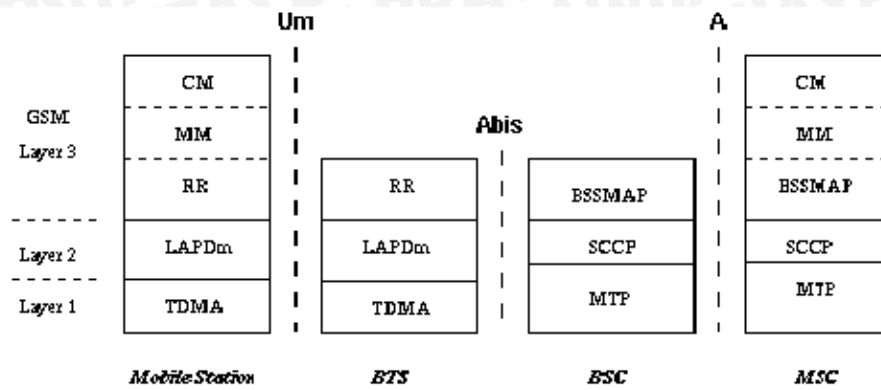 Um
A
CM
CM
GSM
Layer 3
Abis
MM
MM
RR
RR
BSSMAP
BSSMAP
Layer 2
LAPDm
LAPDm
SCCP
SCCP
Layer 1
TDMA
TDMA
MTP
MTP
Mobile Station
BTS
BSC
MSC